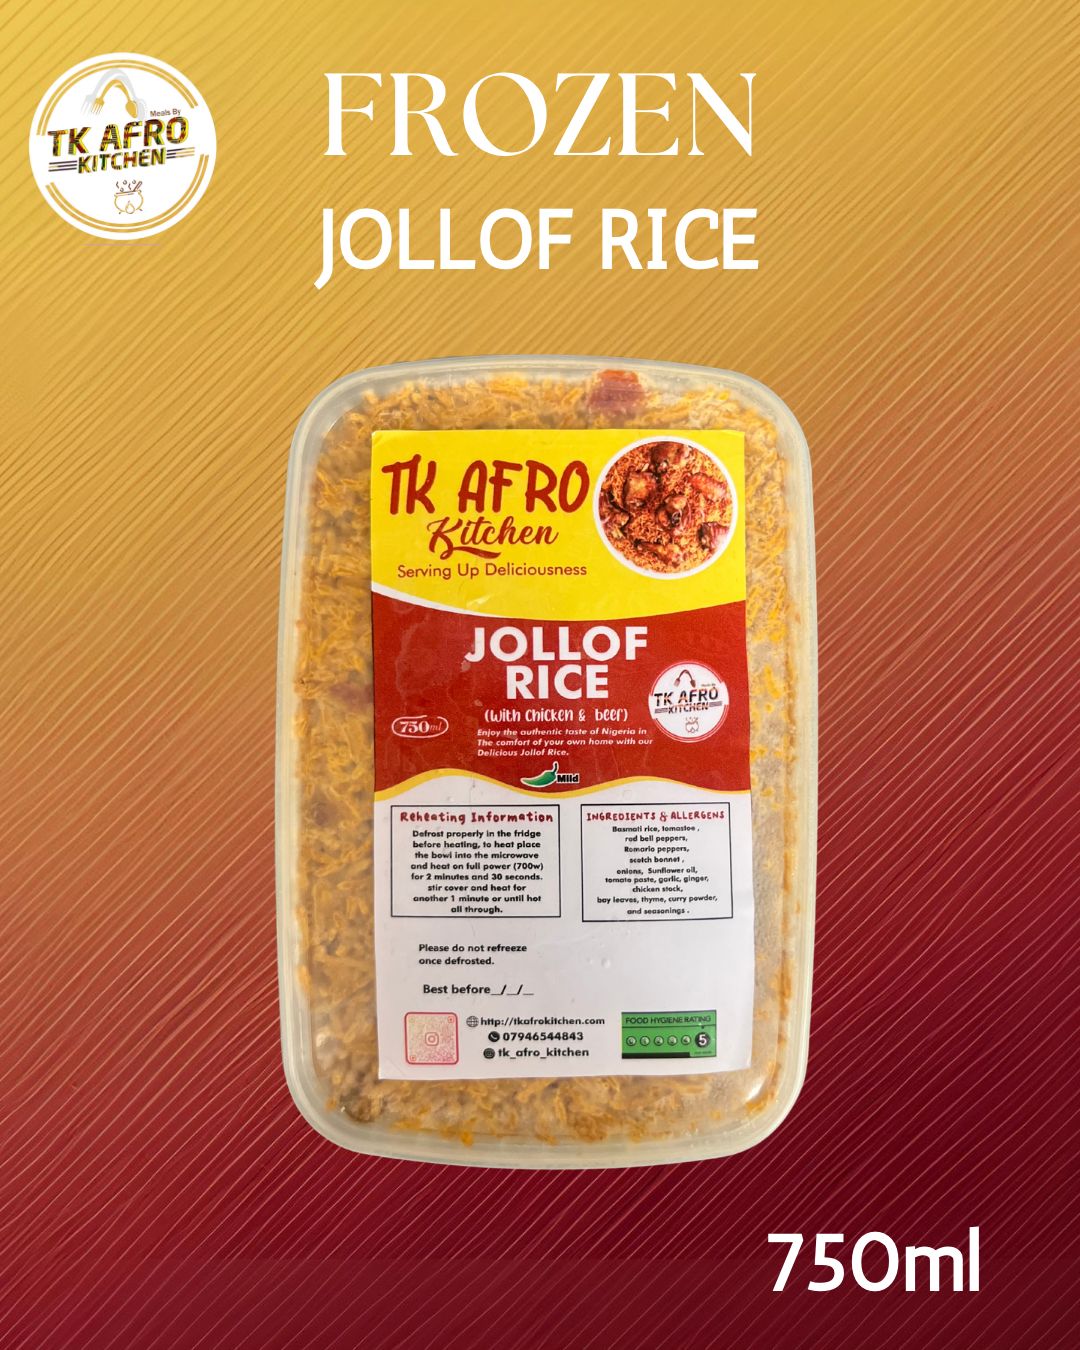 Meals By
TK AFRO
KITCHEN
FROZEN
JOLLOF RICE
TK AFRO
Kitchen
Serving Up Deliciousness
JOLLOF
RICE
(with chicken & beef)
750ml
Enjoy the authentic taste of Nigeria in
The comfort of your own home with our
Delicious Jollof Rice.
Mild
TK AFRO
KITCHEN
Reheating Information
Defrost properly in the fridge
before heating, to heat place
the bowl into the microwave
and heat on full power (700w)
for 2 minutes and 30 seconds.
stir cover and heat for
another 1 minute or until hot
all through.
INGREDIENTS & ALLERGENS
Basmati rice, tomastoe ,
red bell peppers,
Romario peppers,
scotch bonnet ,
onions, Sunflower oil,
tomato paste, garlic, ginger,
chicken stock,
bay leaves, thyme, curry powder,
and seasonings .
Please do not refreeze
once defrosted.
Best before_/_/_
http://tkafrokitchen.com
07946544843
tk_afro_kitchen
FOOD HYGIENE RATING
5
750ml